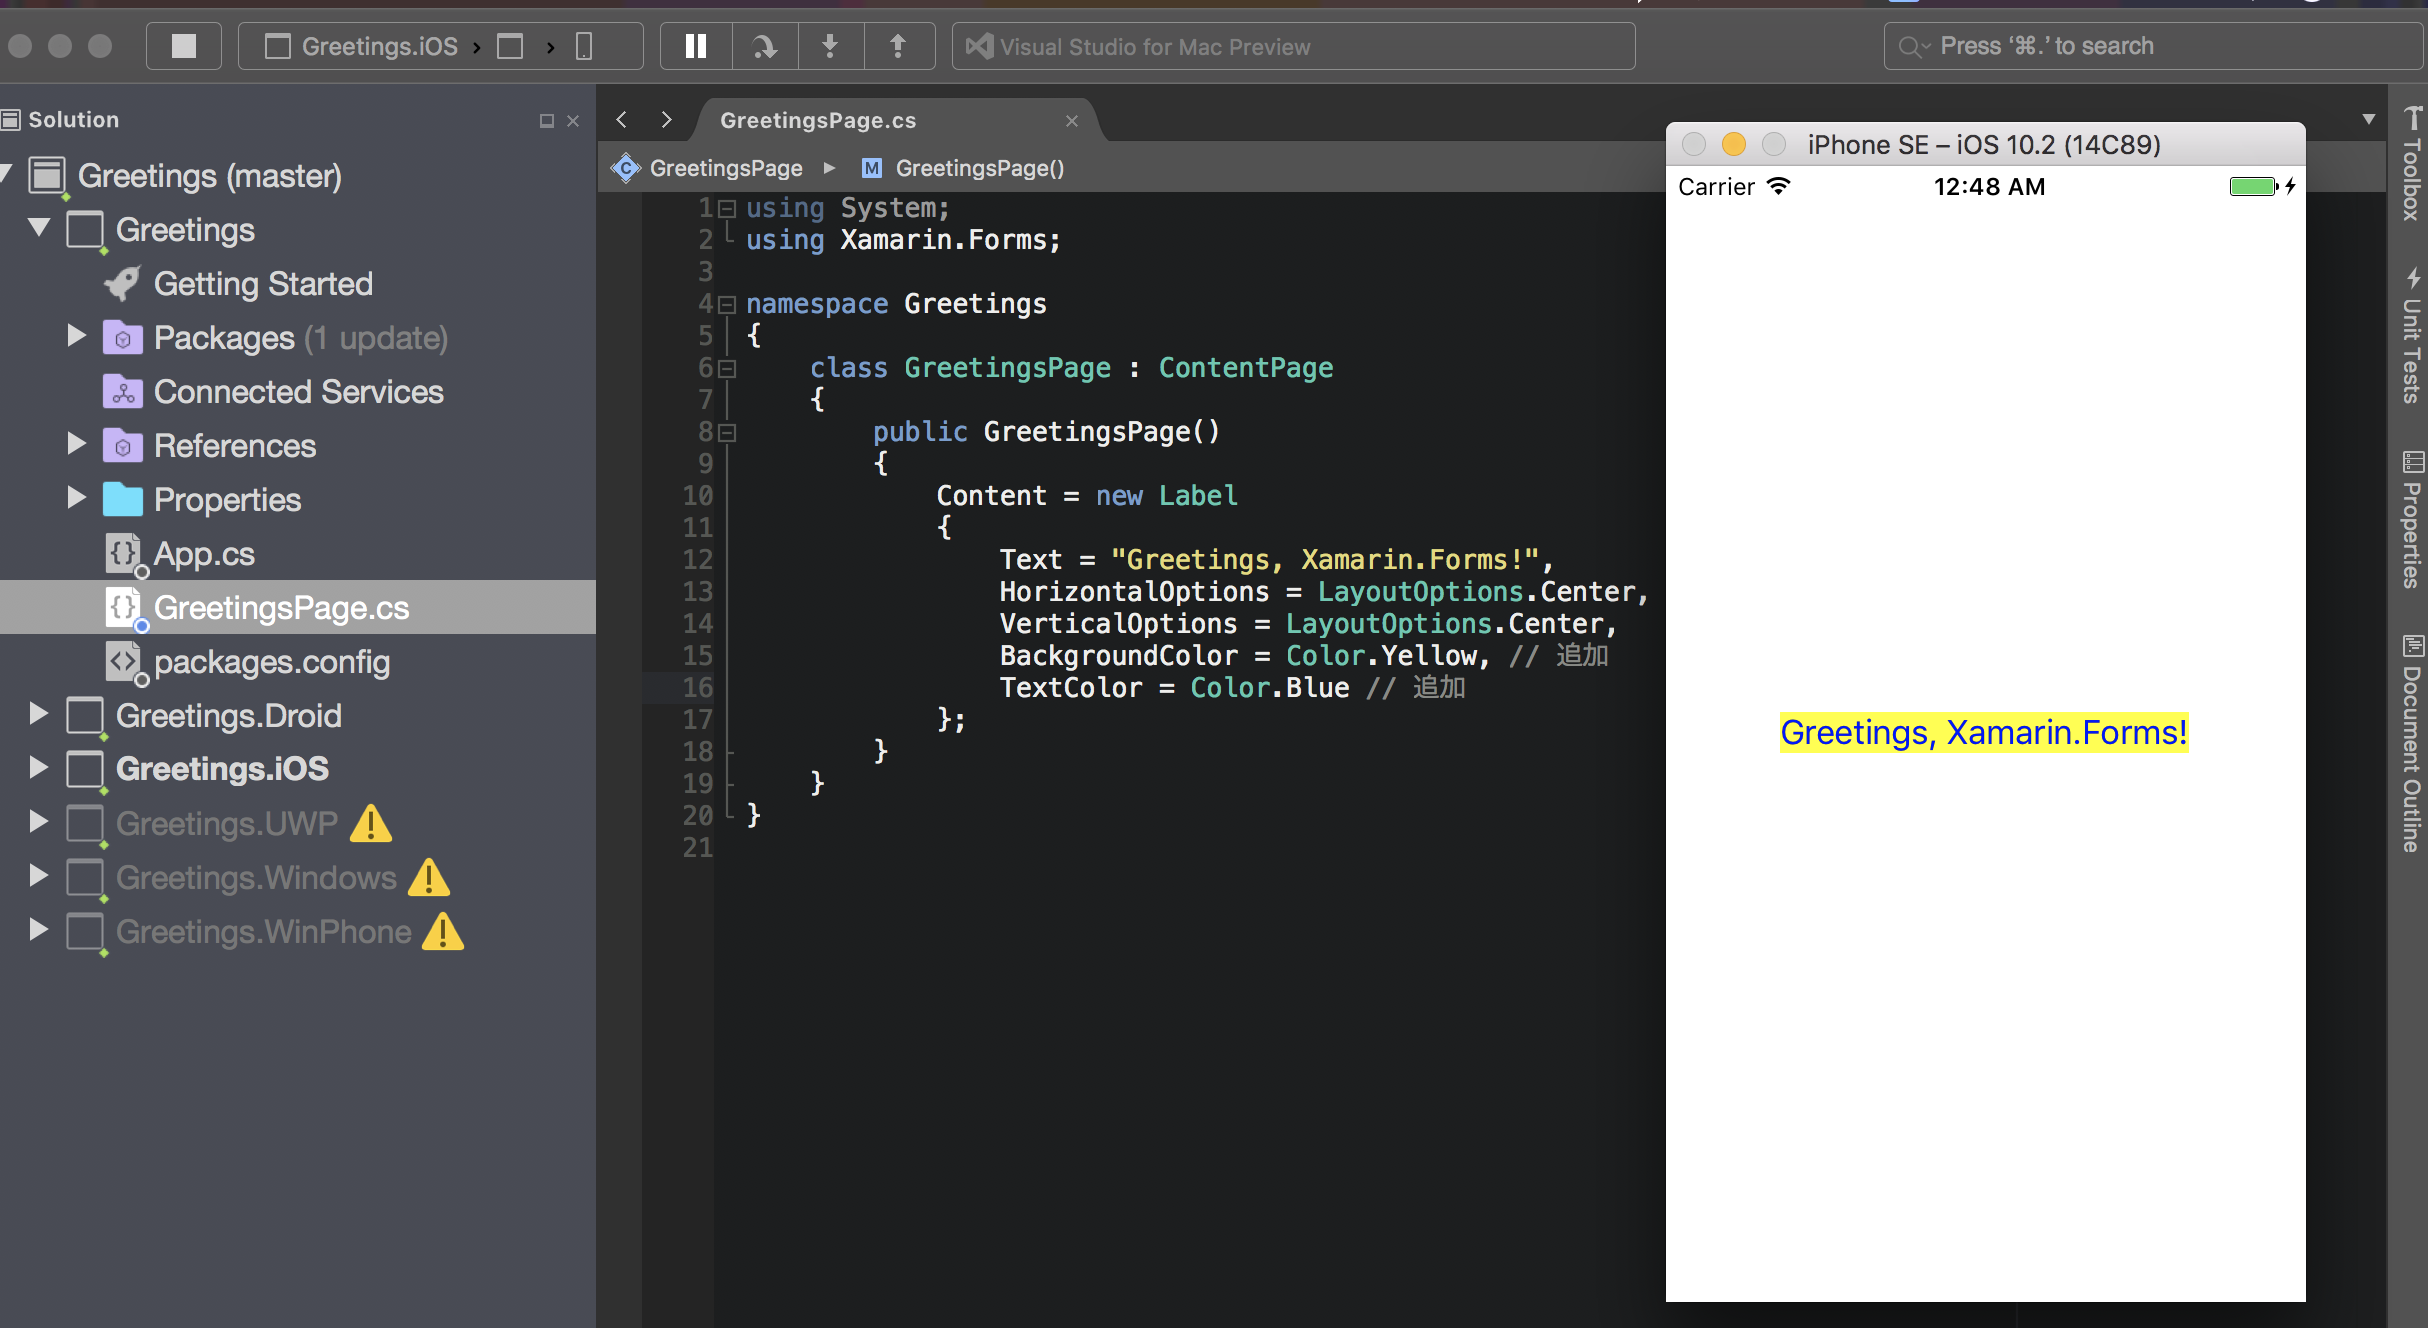 Greetings.iOS
Visual Studio for Mac Preview
Press ‘⌘.’ to search
Solution
Greetings (master)
Greetings
Getting Started
Packages (1 update)
Connected Services
References
Properties
App.cs
GreetingsPage.cs
packages.config
Greetings.Droid
Greetings.iOS
Greetings.UWP
Greetings.Windows
Greetings.WinPhone
GreetingsPage.cs
GreetingsPage GreetingsPage()
1 using System;
2 using Xamarin.Forms;
3
4 namespace Greetings
5 {
6 class GreetingsPage : ContentPage
7 {
8 public GreetingsPage()
9 {
10 Content = new Label
11 {
12 Text = "Greetings, Xamarin.Forms!",
13 HorizontalOptions = LayoutOptions.Center,
14 VerticalOptions = LayoutOptions.Center,
15 BackgroundColor = Color.Yellow, // 追加
16 TextColor = Color.Blue // 追加
17 };
18 }
19 }
20 }
21
iPhone SE – iOS 10.2 (14C89)
Carrier 12:48 AM
Greetings, Xamarin.Forms!
Toolbox
Unit Tests
Properties
Document Outline